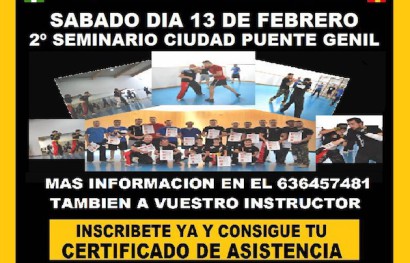 SABADO DIA 13 DE FEBRERO
2º SEMINARIO CIUDAD PUENTE GENIL
MAS INFORMACION EN EL 636457481
TAMBIEN A VUESTRO INSTRUCTOR
INSCRIBETE YA Y CONSIGUE TU
CERTIFICADO DE ASISTENCIA